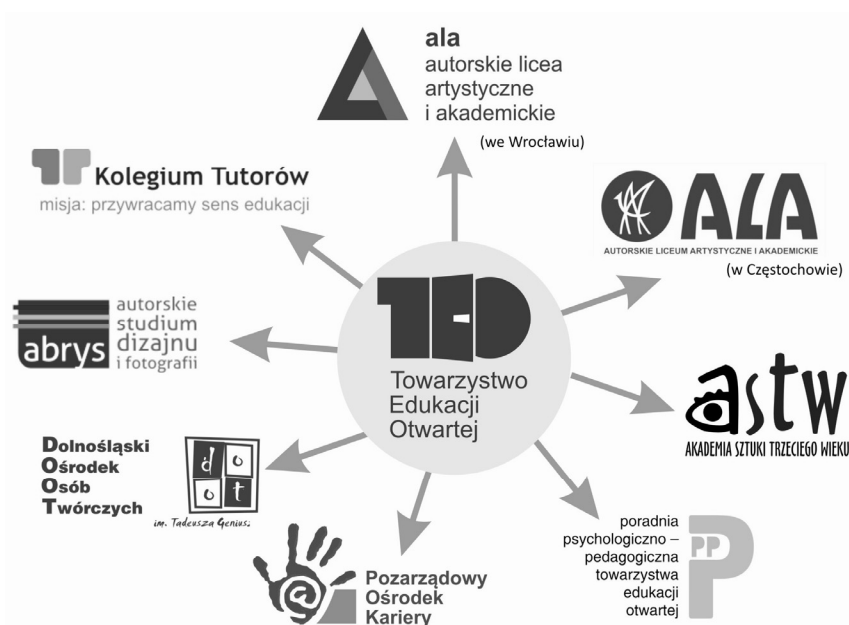 ala
autorskie licea
artystyczne
i akademickie
(we Wrocławiu)
Kolegium Tutorów
misja: przywracamy sens edukacji
ALA
AUTORSKIE LICEUM ARTYSTYCZNE I AKADEMICKIE
(w Częstochowie)
TEO
Towarzystwo
Edukacji
Otwartej
abrys
autorskie
studium
dizajnu
i fotografii
astw
AKADEMIA SZTUKI TRZECIEGO WIEKU
Dolnośląski
Ośrodek
Osób
Twórczych
do
ot
im. Tadeusza Geniusz.
Pozarządowy
Ośrodek
Kariery
poradnia
psychologiczno –
pedagogiczna
towarzystwa
edukacji
otwartej
PP